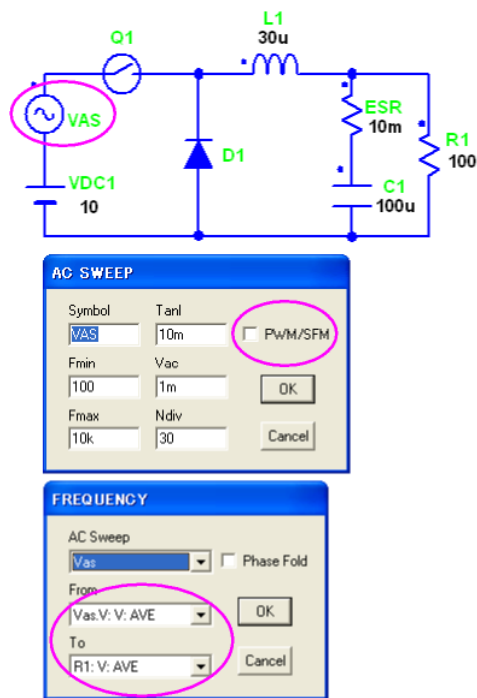 L1
30u
Q1
VAS
VDC1
10
D1
ESR
10m
C1
100u
R1
100
AC SWEEP
Symbol Tanl
VAS 10m PWM/SFM
Fmin Vac
100 1m OK
Fmax Ndiv
10k 30 Cancel
FREQUENCY
AC Sweep
Vas Phase Fold
From
Vas.V: V: AVE OK
To
R1: V: AVE Cancel